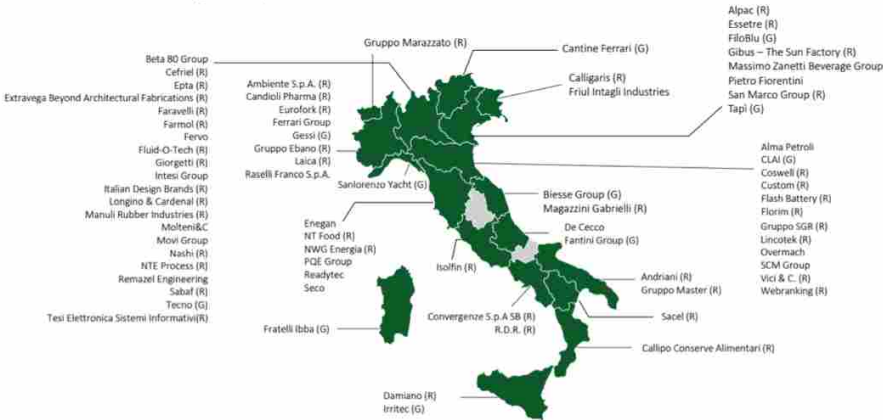 Gruppo Marazzato (R)
Cantine Ferrari (G)
Calligaris (R)
Friul Intagli Industries
Alpac (R)
Essetre (R)
FiloBlu (G)
Gibus – The Sun Factory (R)
Massimo Zanetti Beverage Group
Pietro Fiorentini
San Marco Group (R)
Tapì (G)
Beta 80 Group
Cefriel (R)
Epta (R)
Extravega Beyond Architectural Fabrications (R)
Faravelli (R)
Farmol (R)
Fervo
Fluid-O-Tech (R)
Giorgetti (R)
Intesi Group
Italian Design Brands (R)
Longino & Cardenal (R)
Manuli Rubber Industries (R)
Molteni&C
Movi Group
Nashi (R)
NTE Process (R)
Remazel Engineering
Sabaf (R)
Tecno (G)
Tesi Elettronica Sistemi Informativi(R)
Ambiente S.p.A. (R)
Candioli Pharma (R)
Eurofork (R)
Ferrari Group
Gessi (G)
Gruppo Ebano (R)
Laica (R)
Raselli Franco S.p.A.
Sanlorenzo Yacht (G)
Alma Petroli
CLAI (G)
Coswell (R)
Custom (R)
Flash Battery (R)
Florim (R)
Gruppo SGR (R)
Lincotek (R)
Overmach
SCM Group
Vici & C. (R)
Webranking (R)
Biesse Group (G)
Magazzini Gabrielli (R)
Enegan
NT Food (R)
NWG Energia (R)
PQE Group
Readytec
Seco
De Cecco
Fantini Group (G)
Isolfin (R)
Andriani (R)
Gruppo Master (R)
Convergenze S.p.A SB (R)
R.D.R. (R)
Sacel (R)
Fratelli Ibba (G)
Callipo Conserve Alimentari (R)
Damiano (R)
Irritec (G)